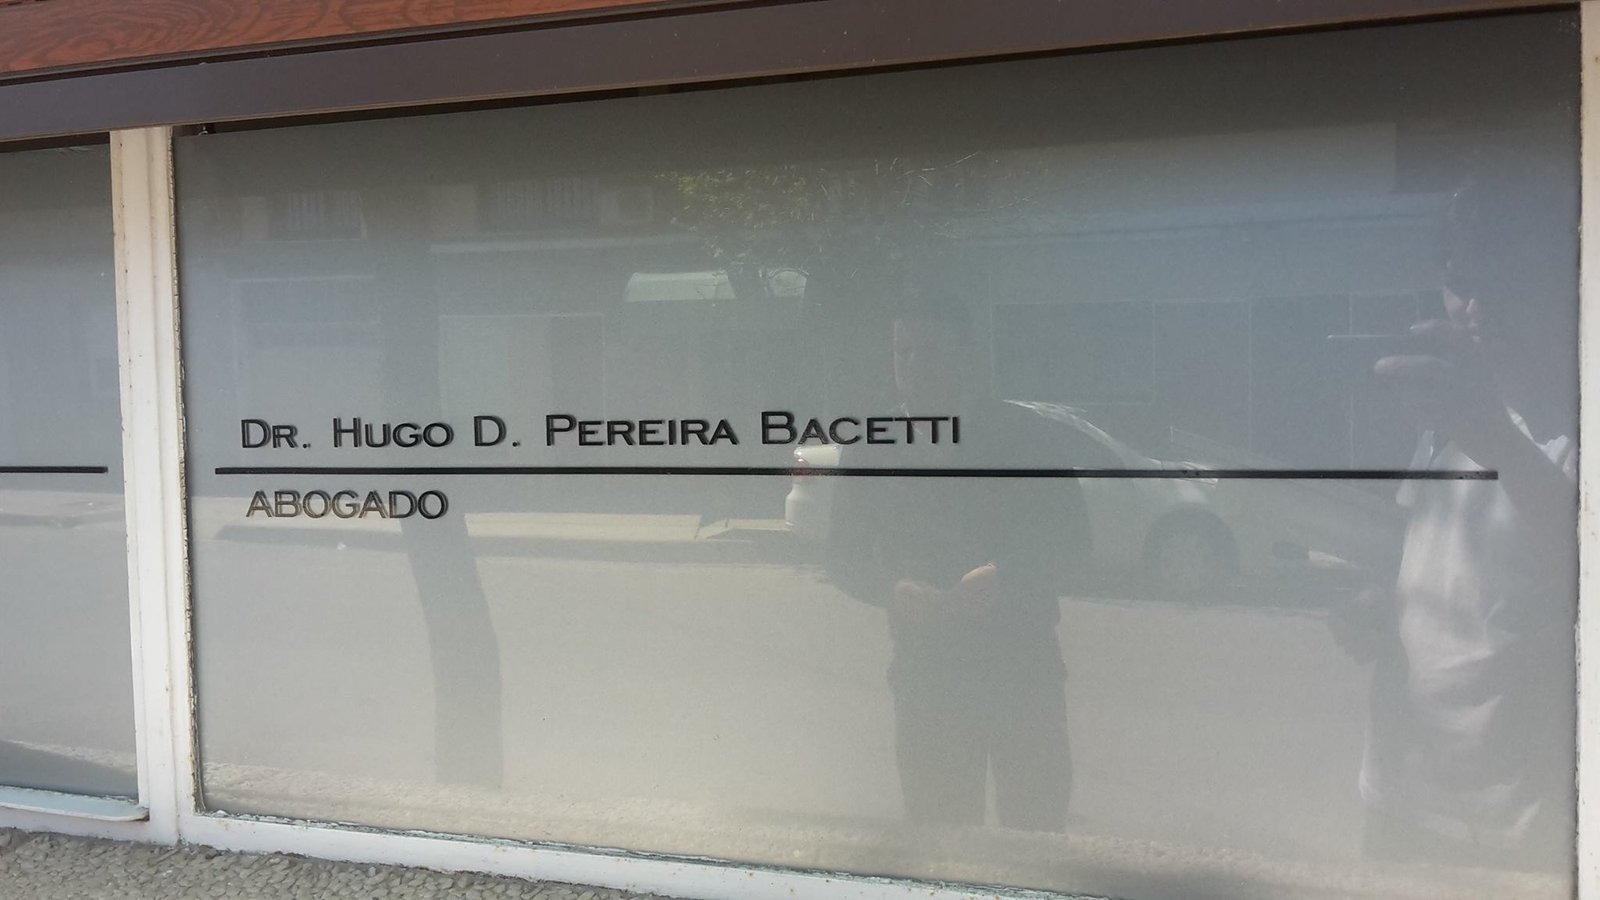 Dr. Hugo D. Pereira Bacetti
ABOGADO